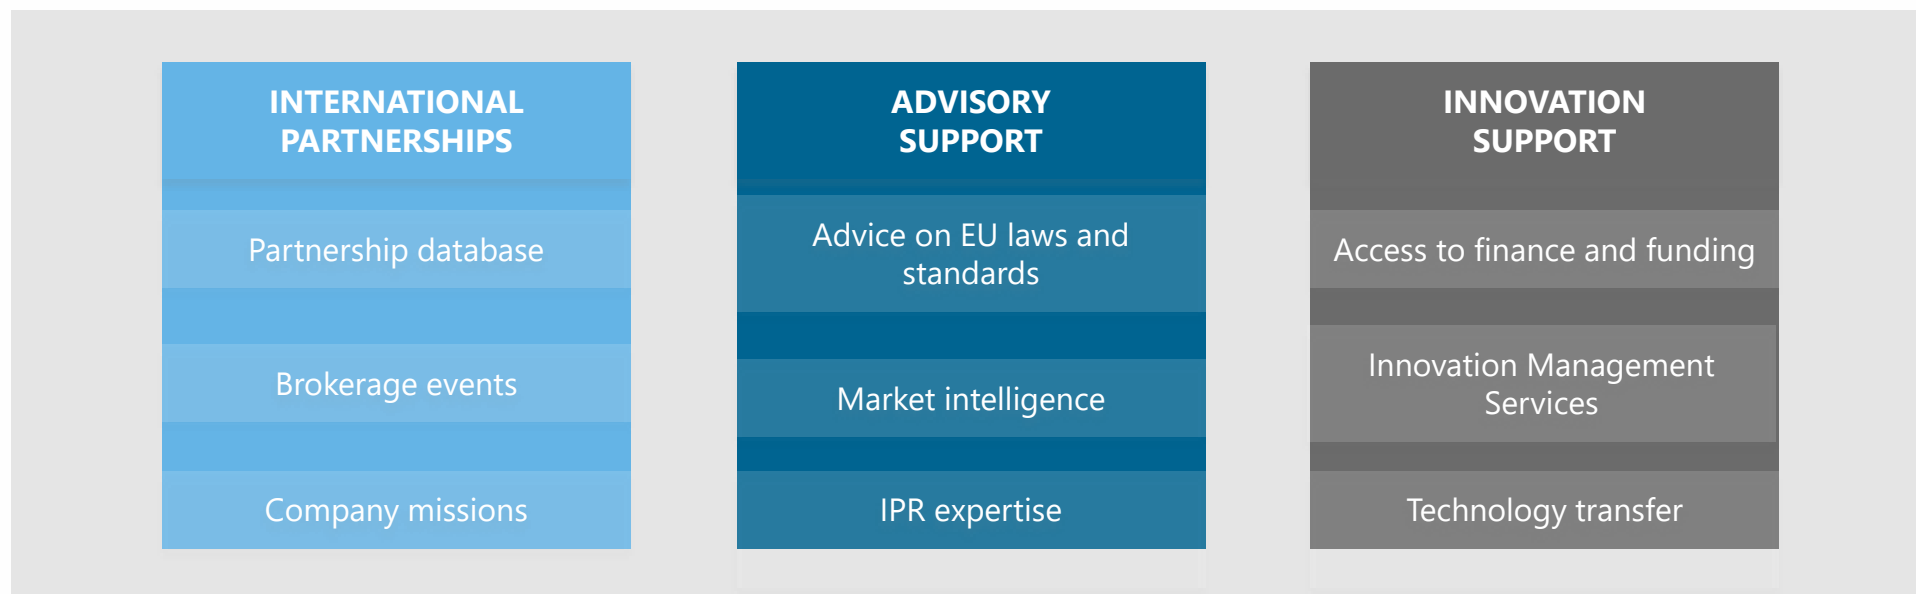 INTERNATIONAL
PARTNERSHIPS
Partnership database
Brokerage events
Company missions
ADVISORY
SUPPORT
Advice on EU laws and
standards
Market intelligence
IPR expertise
INNOVATION
SUPPORT
Access to finance and funding
Innovation Management
Services
Technology transfer